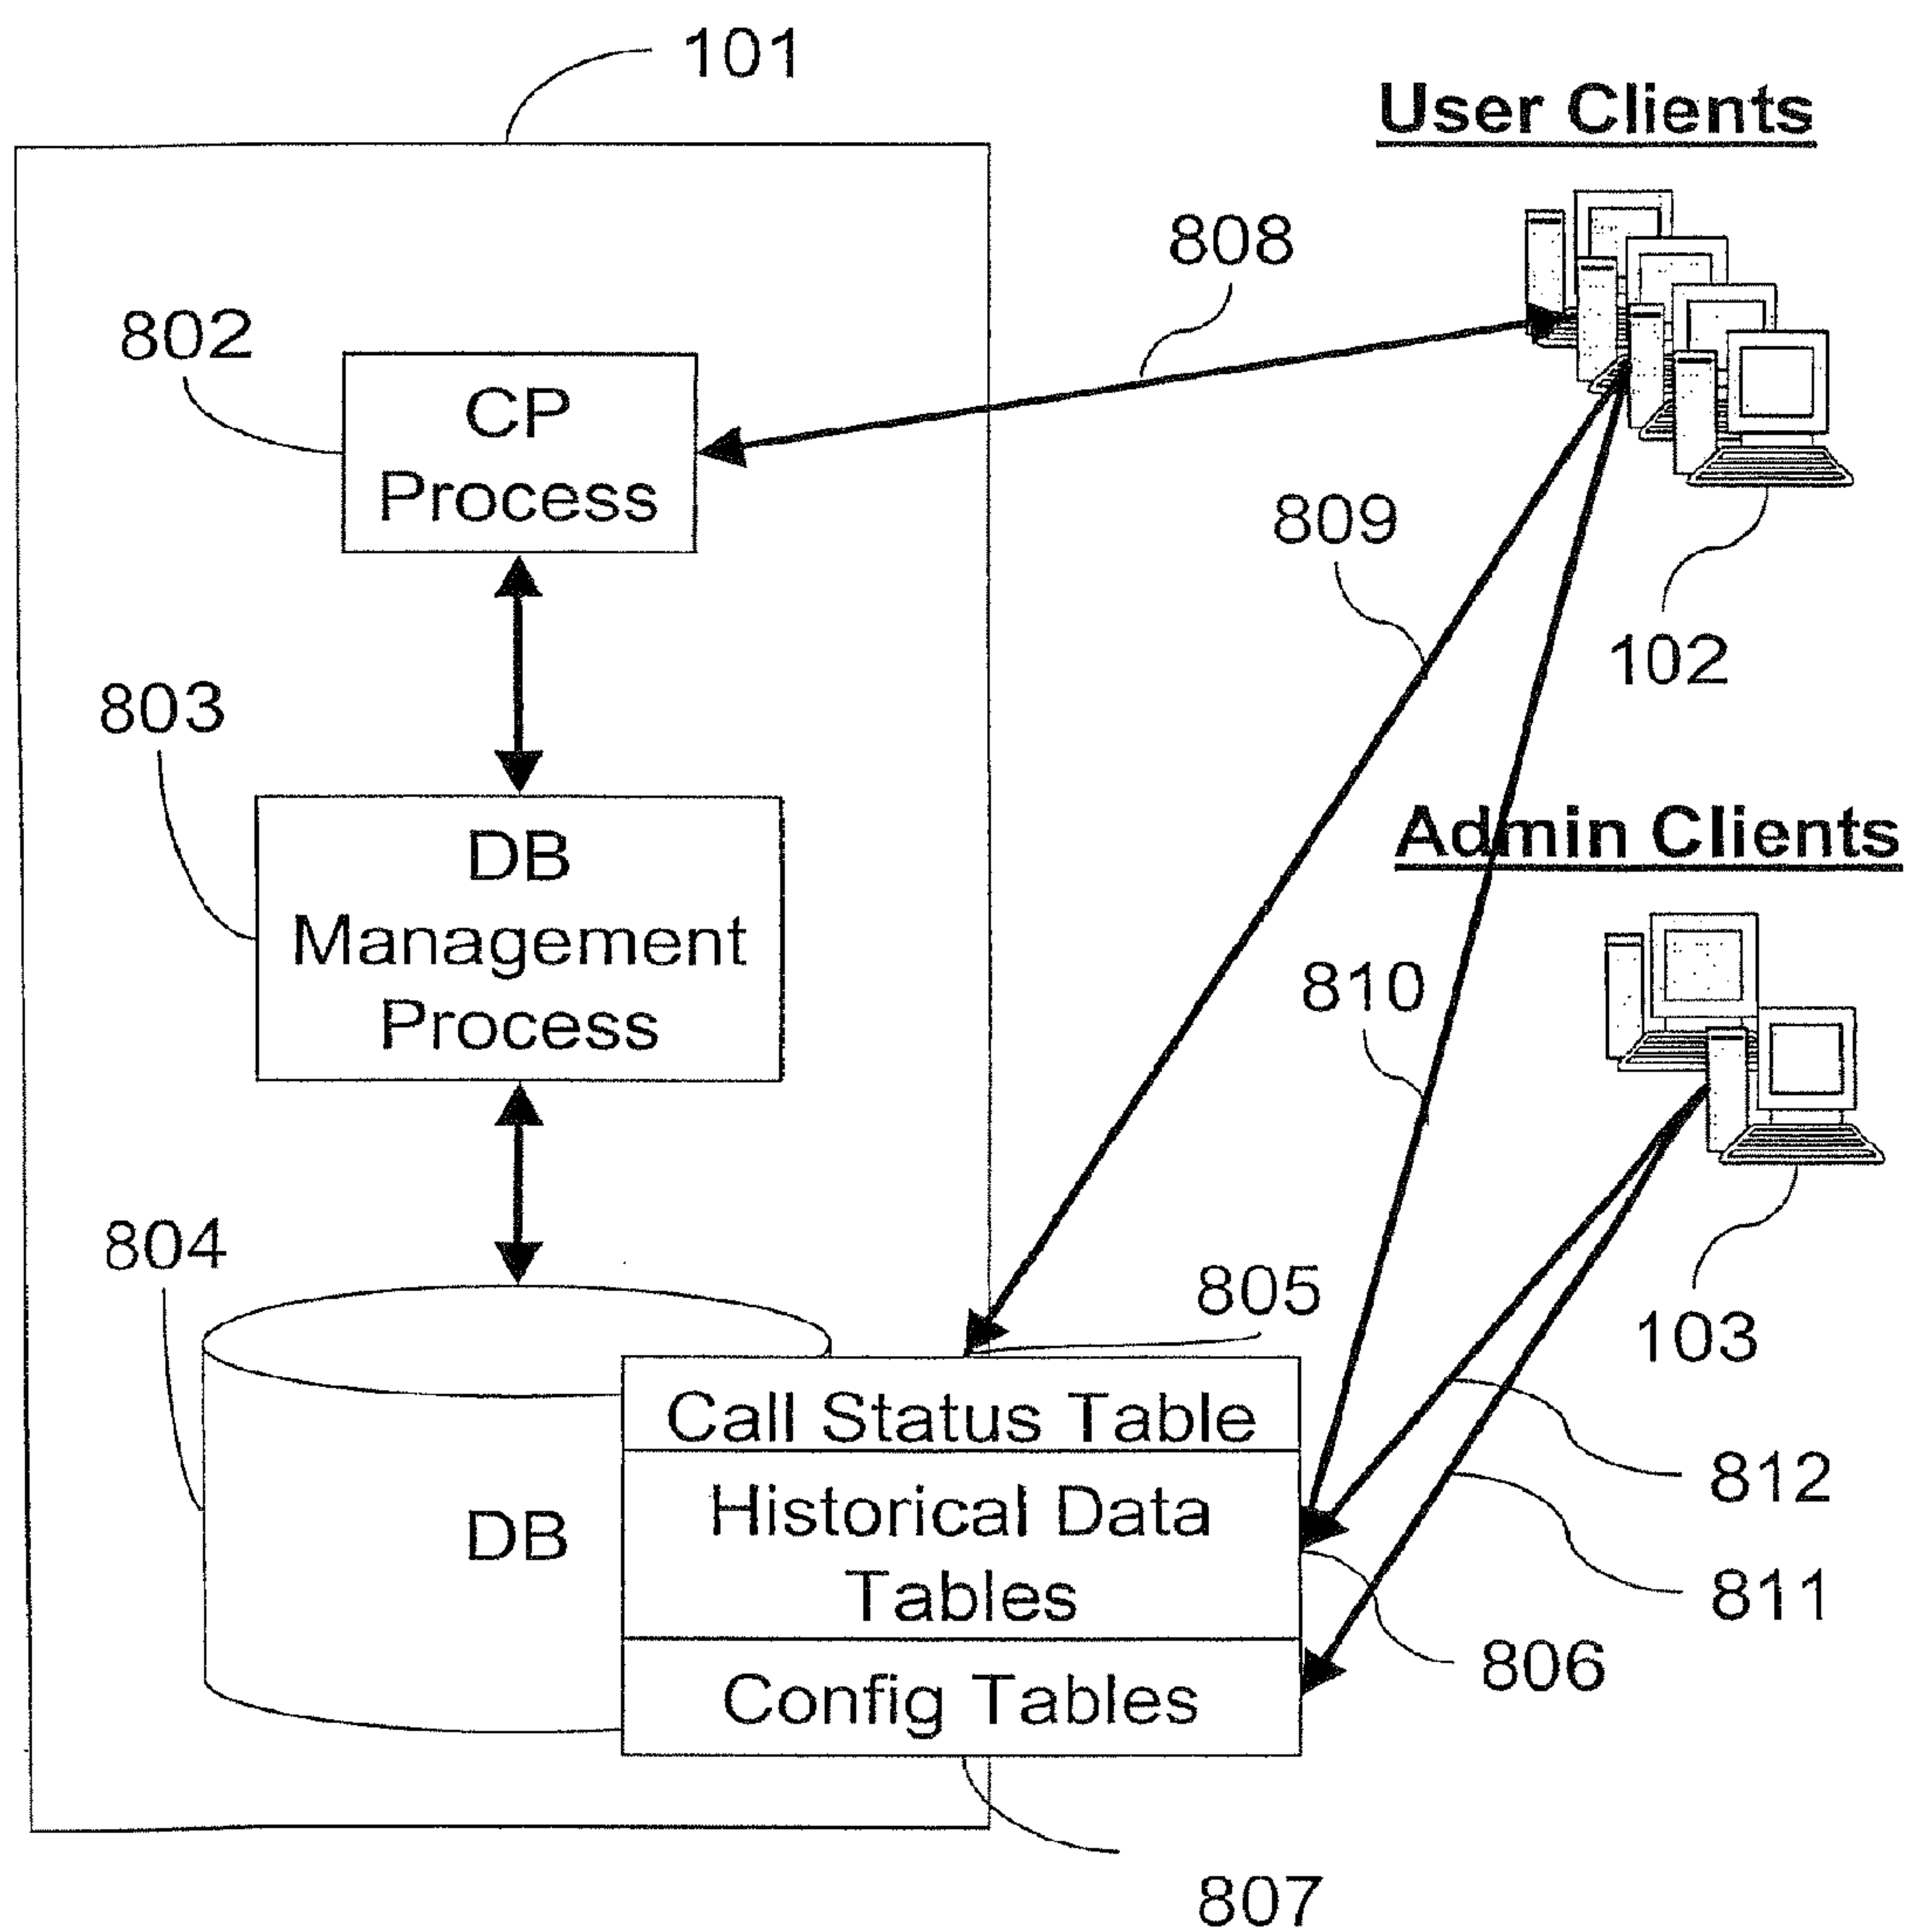 101
User Clients
808
802
CP
Process
809
102
803
Admin Clients
DB
Management
Process
810
804
805
103
Call Status Table
812
Historical Data
Tables
DB
811
806
Config Tables
807